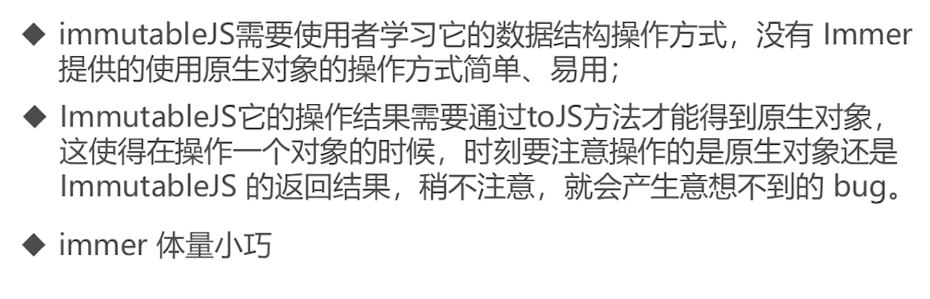 ◆ immutableJS需要使用者学习它的数据结构操作方式，没有 Immer
提供的使用原生对象的操作方式简单、易用；
◆ ImmutableJS它的操作结果需要通过toJS方法才能得到原生对象，
这使得在操作一个对象的时候，时刻要注意操作的是原生对象还是
ImmutableJS 的返回结果，稍不注意，就会产生意想不到的 bug。
◆ immer 体量小巧